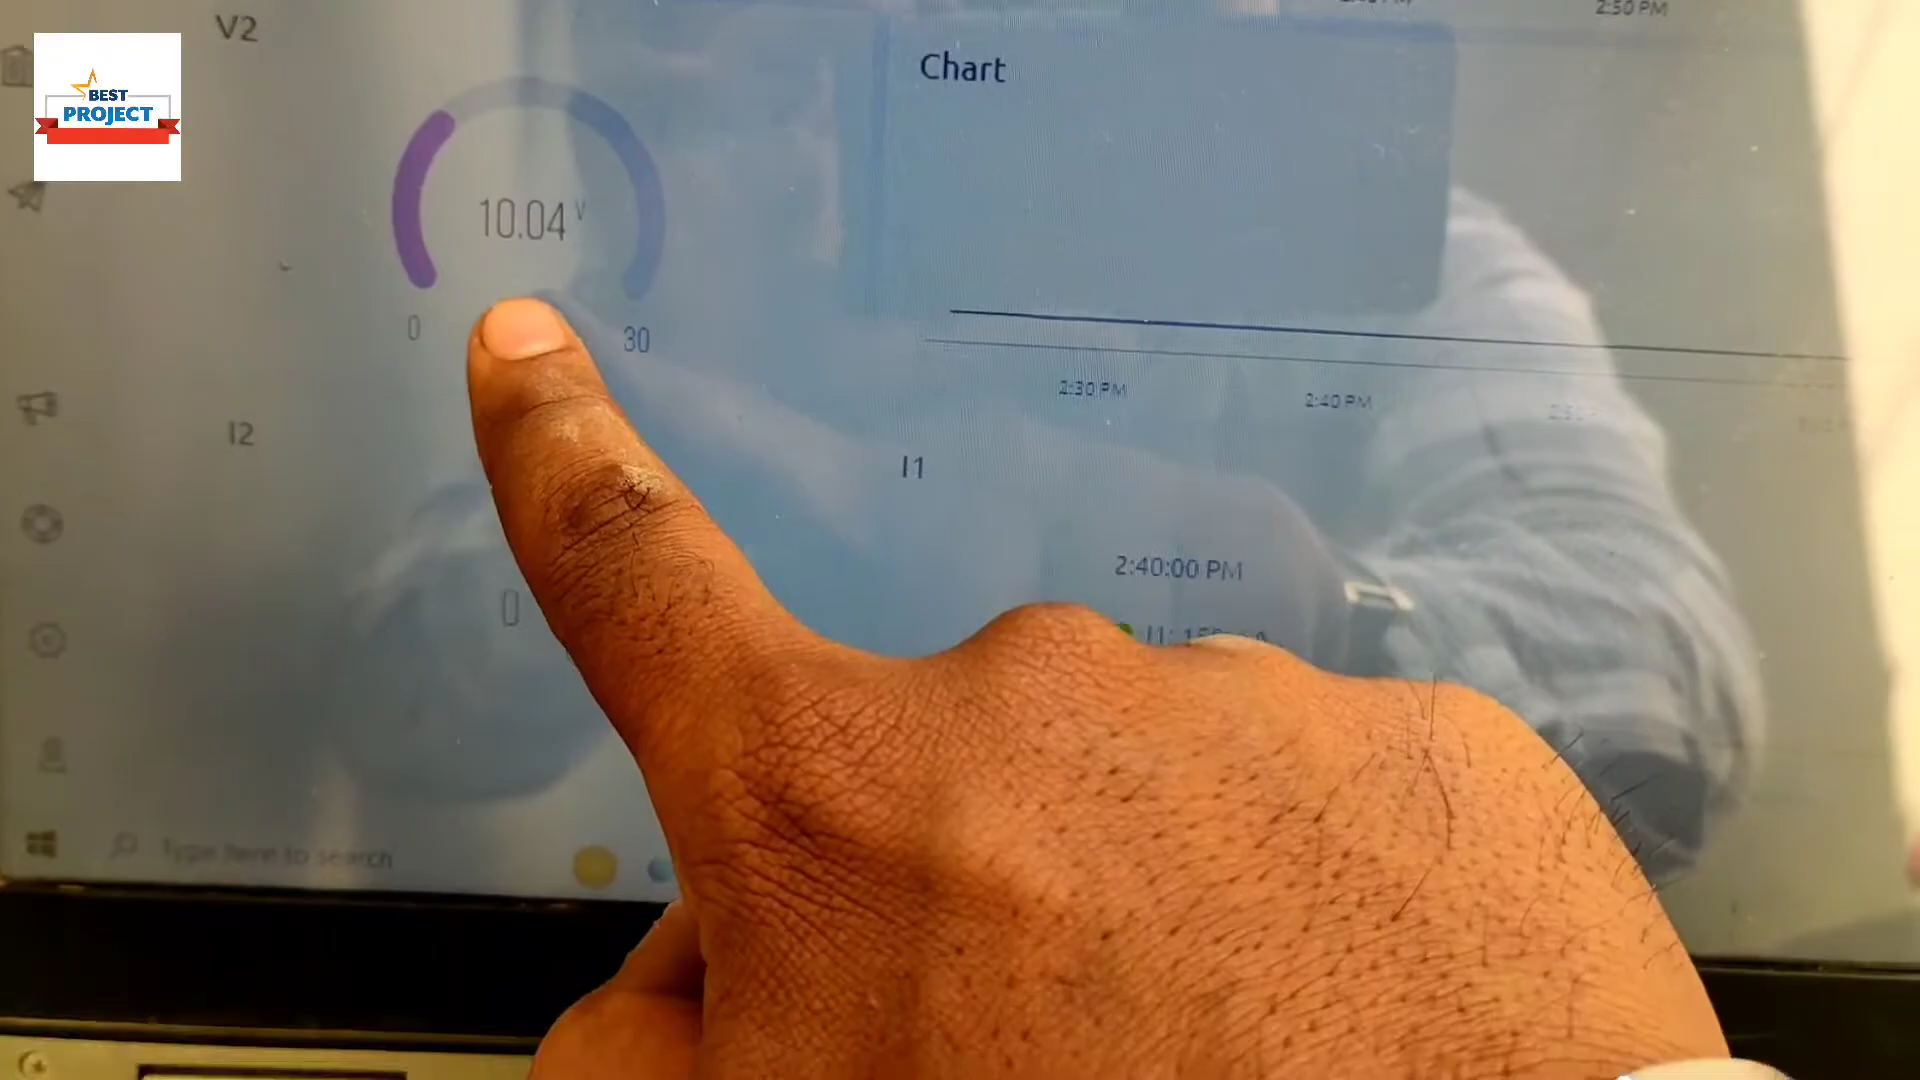 V2
2:50 PM
BEST
PROJECT
Chart
10.04 V
0
30
2:30 PM
2:40 PM
I2
I1
2:40:00 PM
0
I1:
Type here to search